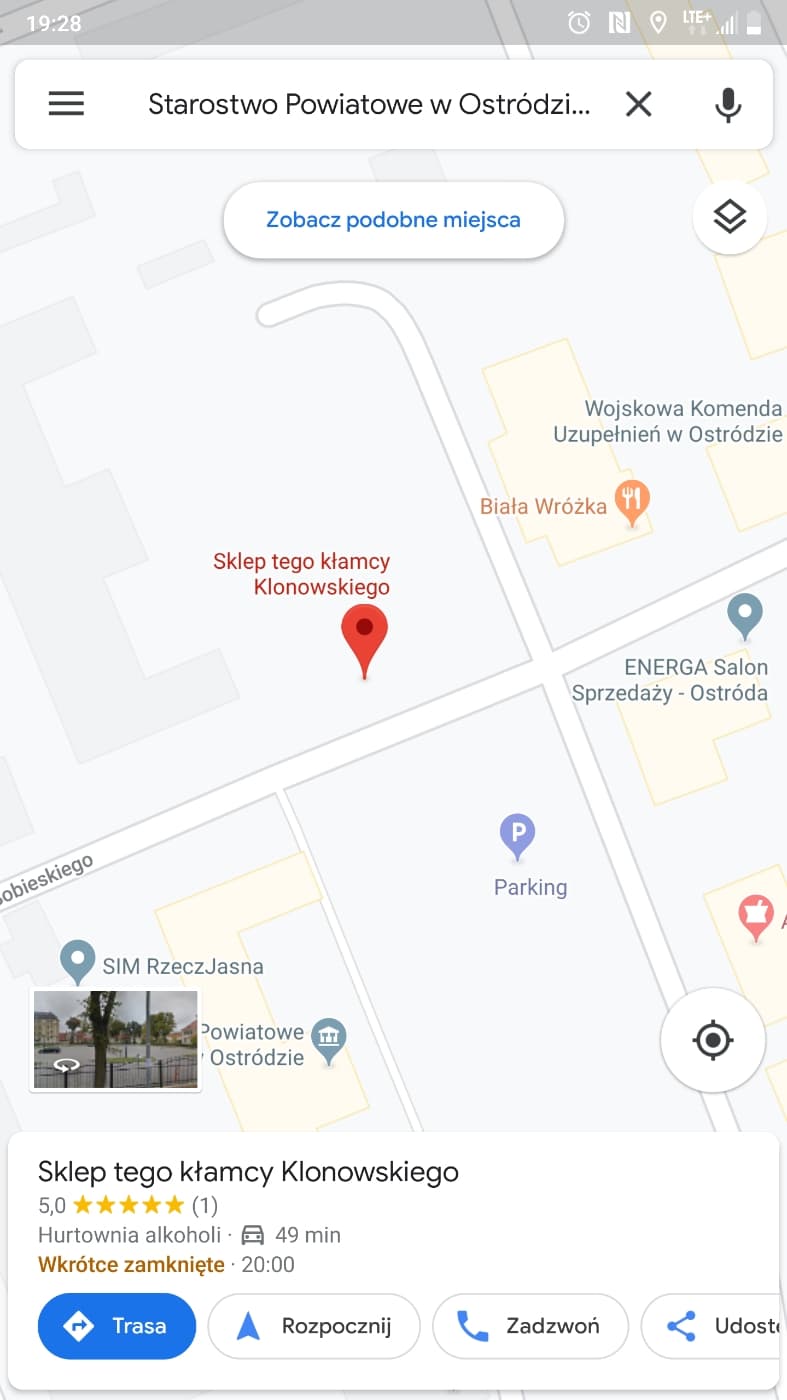 19:28
LTE+
Starostwo Powiatowe w Ostródzi...
Zobacz podobne miejsca
Wojskowa Komenda
Uzupełnień w Ostródzie
Biała Wróżka
Sklep tego kłamcy
Klonowskiego
ENERGA Salon
Sprzedaży - Ostróda
P
Parking
obieskiego
SIM RzeczJasna
Powiatowe
Ostródzie
Sklep tego kłamcy Klonowskiego
5,0 (1)
Hurtownia alkoholi · 49 min
Wkrótce zamknięte · 20:00
Trasa
Rozpocznij
Zadzwoń
Udostę